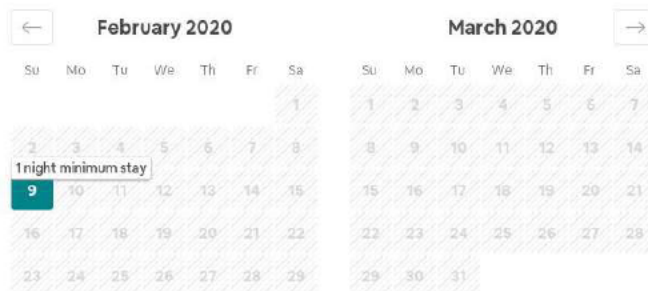 ← February 2020
Su Mo Tu We Th Fr Sa
1
2 3 4 5 6 7 8
1 night minimum stay
9 10 11 12 13 14 15
16 17 18 19 20 21 22
23 24 25 26 27 28 29
March 2020 →
Su Mo Tu We Th Fr Sa
1 2 3 4 5 6 7
8 9 10 11 12 13 14
15 16 17 18 19 20 21
22 23 24 25 26 27 28
29 30 31